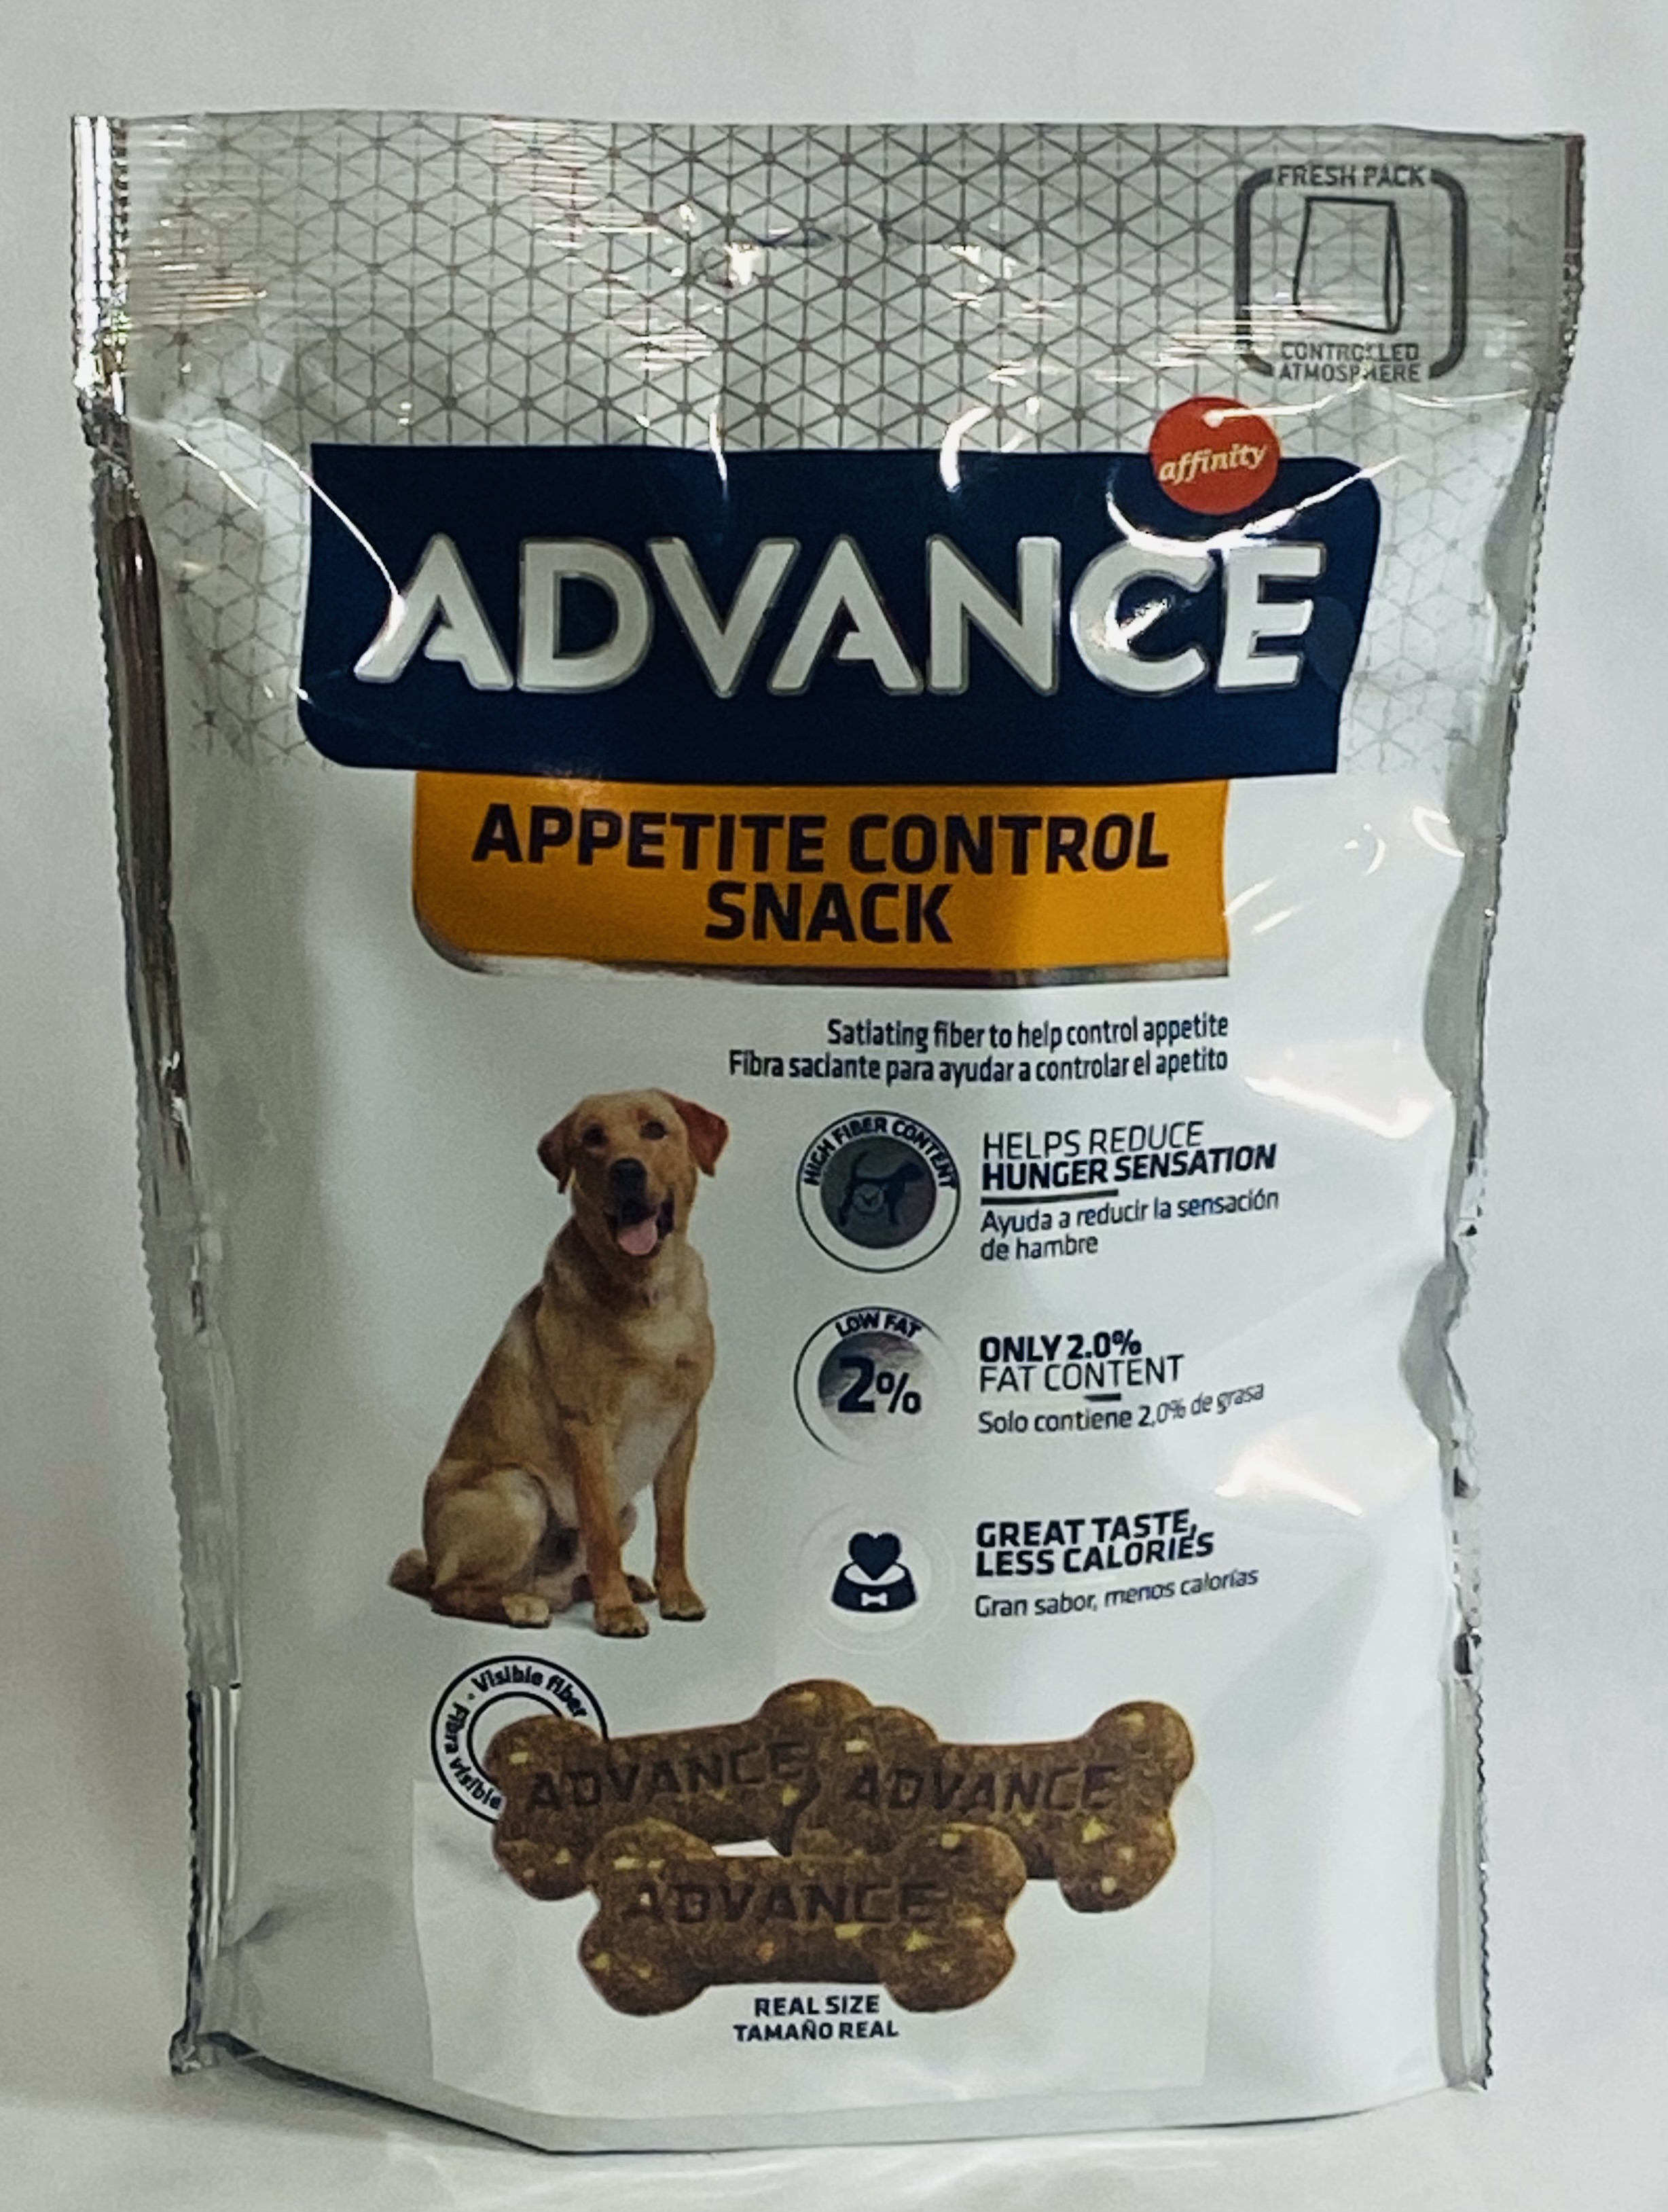 FRESH PACK
CONTROLLED
ATMOSPHERE
affinity
ADVANCE
APPETITE CONTROL
SNACK
Satiating fiber to help control appetite
Fibra saciante para ayudar a controlar el apetito
HIGH FIBER CONTENT
HELPS REDUCE
HUNGER SENSATION
Ayuda a reducir la sensación
de hambre
LOW FAT
2%
ONLY 2.0%
FAT CONTENT
Solo contiene 2,0% de grasa
GREAT TASTE,
LESS CALORIES
Gran sabor, menos calorías
Fibra visible · Visible fiber
ADVANCE
ADVANCE
ADVANCE
REAL SIZE
TAMAÑO REAL